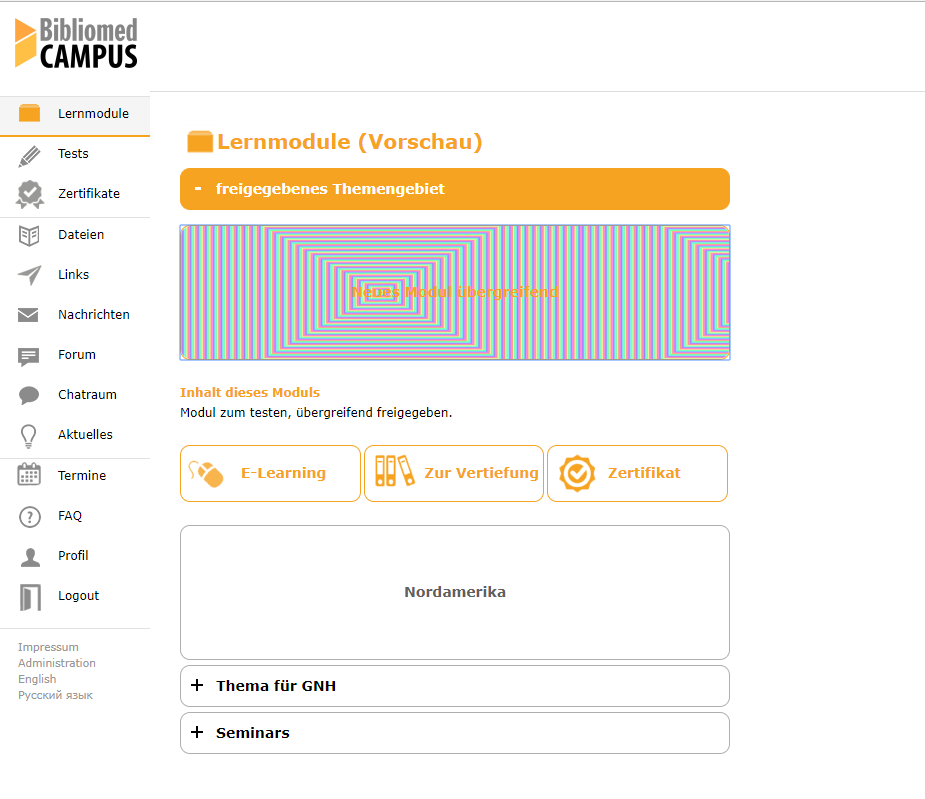 Bibliomed
CAMPUS
Lernmodule
Tests
Zertifikate
Dateien
Links
Nachrichten
Forum
Chatraum
Aktuelles
Termine
FAQ
Profil
Logout
Impressum
Administration
English
Русский язык
Lernmodule (Vorschau)
- freigegebenes Themengebiet
Neues Modul übergreifend
Inhalt dieses Moduls
Modul zum testen, übergreifend freigegeben.
E-Learning
Zur Vertiefung
Zertifikat
Nordamerika
+ Thema für GNH
+ Seminars